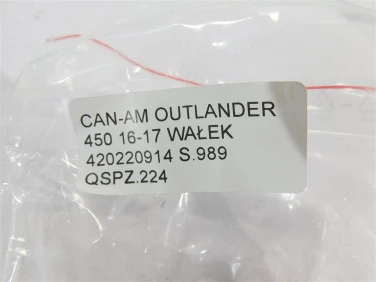 CAN-AM OUTLANDER
450 16-17 WAŁEK
420220914 S.989
QSPZ.224